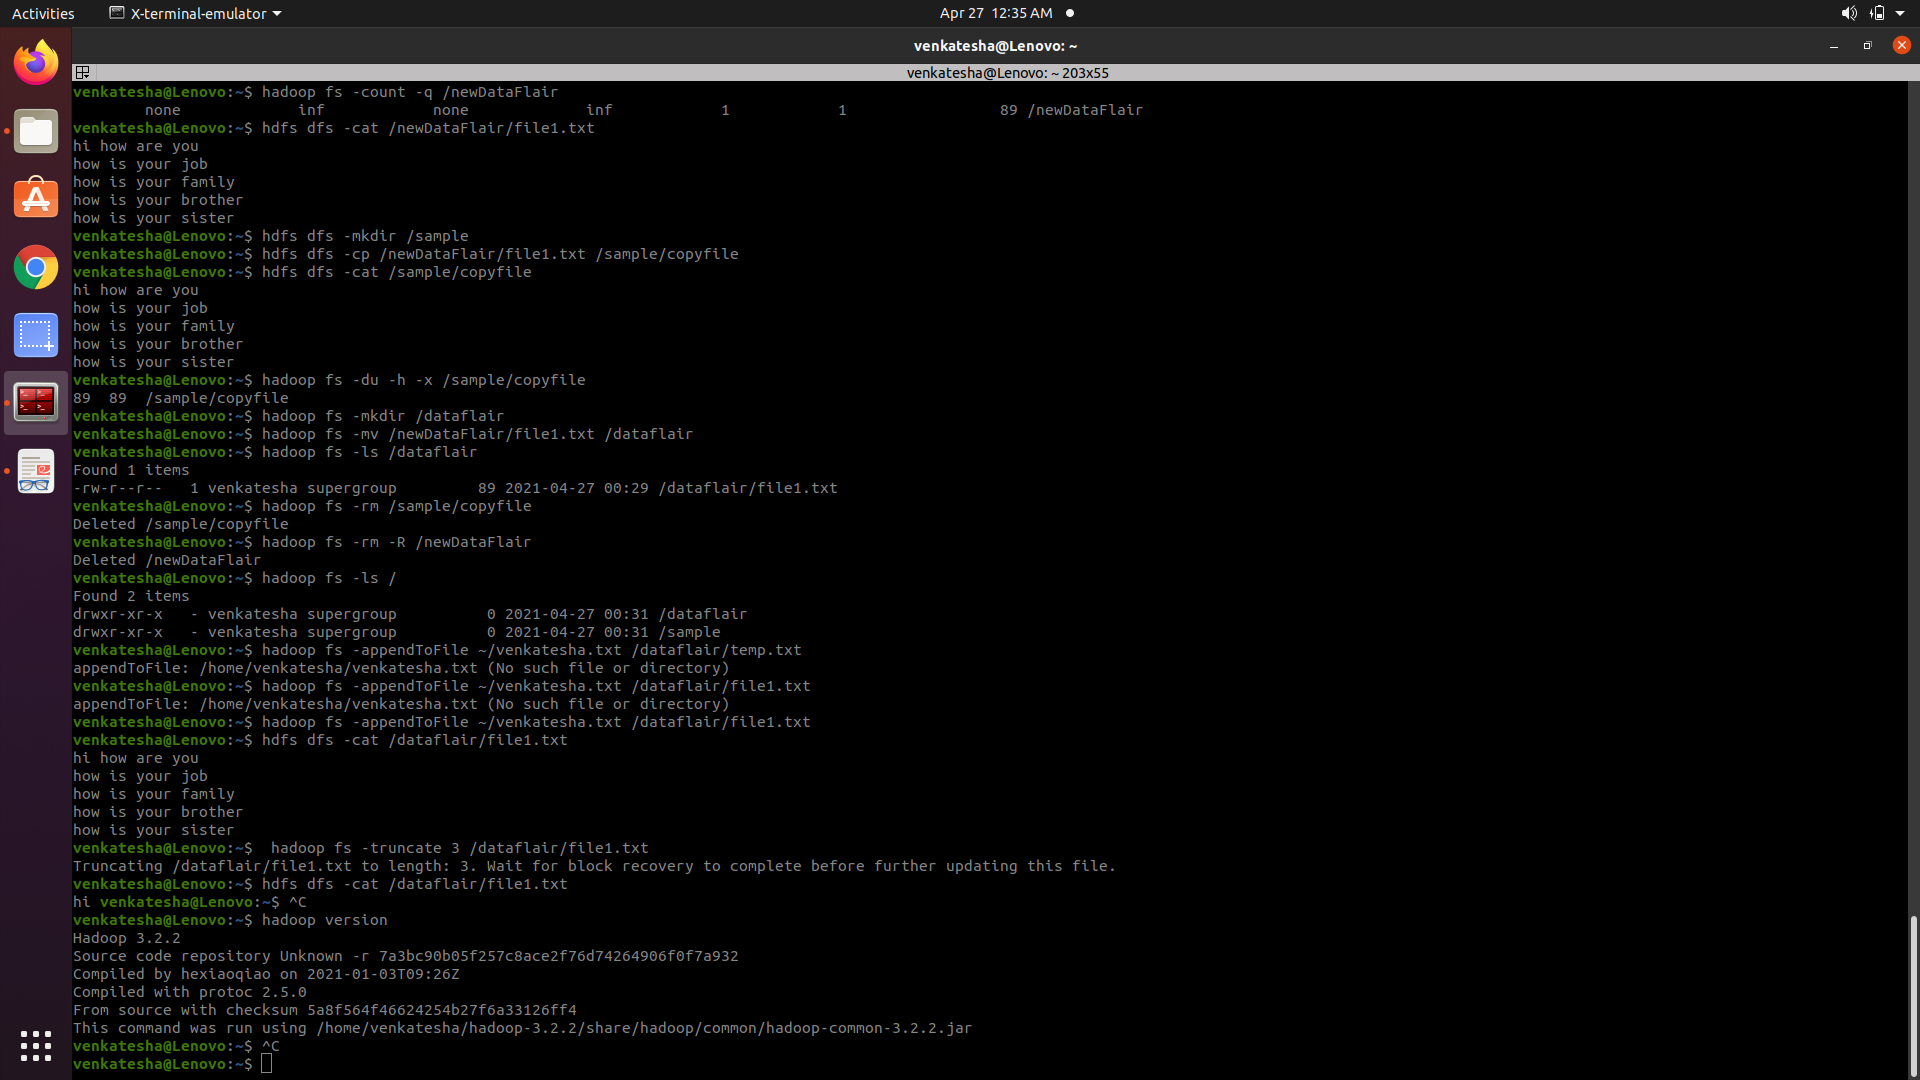 Activities X-terminal-emulator Apr 27 12:35 AM
venkatesha@Lenovo: ~
venkatesha@Lenovo: ~ 203x55
venkatesha@Lenovo:~$ hadoop fs -count -q /newDataFlair
none inf none inf 1 1 89 /newDataFlair
venkatesha@Lenovo:~$ hdfs dfs -cat /newDataFlair/file1.txt
hi how are you
how is your job
how is your family
how is your brother
how is your sister
venkatesha@Lenovo:~$ hdfs dfs -mkdir /sample
venkatesha@Lenovo:~$ hdfs dfs -cp /newDataFlair/file1.txt /sample/copyfile
venkatesha@Lenovo:~$ hdfs dfs -cat /sample/copyfile
hi how are you
how is your job
how is your family
how is your brother
how is your sister
venkatesha@Lenovo:~$ hadoop fs -du -h -x /sample/copyfile
89 89 /sample/copyfile
venkatesha@Lenovo:~$ hadoop fs -mkdir /dataflair
venkatesha@Lenovo:~$ hadoop fs -mv /newDataFlair/file1.txt /dataflair
venkatesha@Lenovo:~$ hadoop fs -ls /dataflair
Found 1 items
-rw-r--r-- 1 venkatesha supergroup 89 2021-04-27 00:29 /dataflair/file1.txt
venkatesha@Lenovo:~$ hadoop fs -rm /sample/copyfile
Deleted /sample/copyfile
venkatesha@Lenovo:~$ hadoop fs -rm -R /newDataFlair
Deleted /newDataFlair
venkatesha@Lenovo:~$ hadoop fs -ls /
Found 2 items
drwxr-xr-x - venkatesha supergroup 0 2021-04-27 00:31 /dataflair
drwxr-xr-x - venkatesha supergroup 0 2021-04-27 00:31 /sample
venkatesha@Lenovo:~$ hadoop fs -appendToFile ~/venkatesha.txt /dataflair/temp.txt
appendToFile: /home/venkatesha/venkatesha.txt (No such file or directory)
venkatesha@Lenovo:~$ hadoop fs -appendToFile ~/venkatesha.txt /dataflair/file1.txt
appendToFile: /home/venkatesha/venkatesha.txt (No such file or directory)
venkatesha@Lenovo:~$ hadoop fs -appendToFile ~/venkatesha.txt /dataflair/file1.txt
venkatesha@Lenovo:~$ hdfs dfs -cat /dataflair/file1.txt
hi how are you
how is your job
how is your family
how is your brother
how is your sister
venkatesha@Lenovo:~$  hadoop fs -truncate 3 /dataflair/file1.txt
Truncating /dataflair/file1.txt to length: 3. Wait for block recovery to complete before further updating this file.
venkatesha@Lenovo:~$ hdfs dfs -cat /dataflair/file1.txt
hi venkatesha@Lenovo:~$ ^C
venkatesha@Lenovo:~$ hadoop version
Hadoop 3.2.2
Source code repository Unknown -r 7a3bc90b05f257c8ace2f76d74264906f0f7a932
Compiled by hexiaoqiao on 2021-01-03T09:26Z
Compiled with protoc 2.5.0
From source with checksum 5a8f564f46624254b27f6a33126ff4
This command was run using /home/venkatesha/hadoop-3.2.2/share/hadoop/common/hadoop-common-3.2.2.jar
venkatesha@Lenovo:~$ ^C
venkatesha@Lenovo:~$